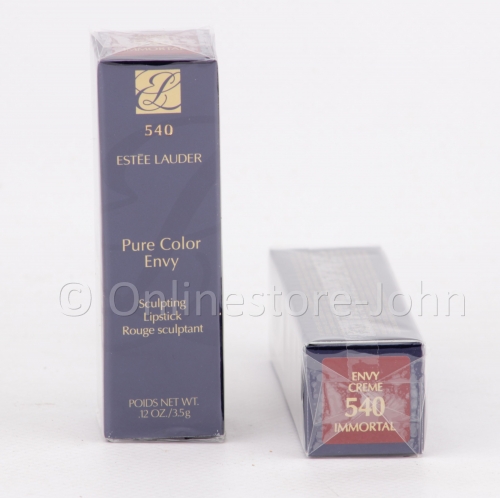 540
ESTĒE LAUDER
Pure Color
Envy
Sculpting
Lipstick
Rouge sculptant
POIDS NET WT.
.12 OZ./3.5g
ENVY
CREME
540
IMMORTAL
© Onlinestore-John